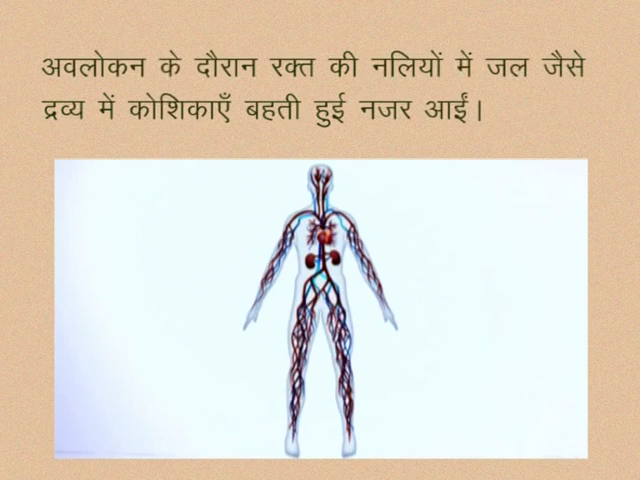 अवलोकन के दौरान रक्त की नलियों में जल जैसे
द्रव्य में कोशिकाएँ बहती हुई नजर आईं।